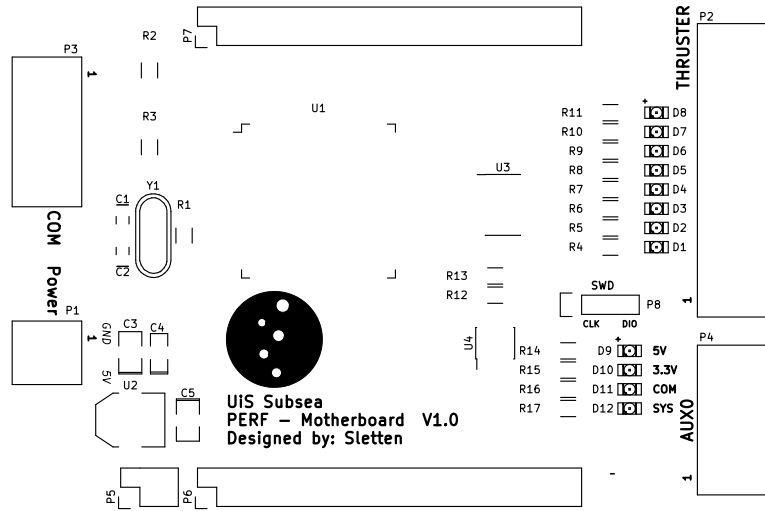 P7
P2
THRUSTER
R2
P3
1
U1
R3
R11
+
D8
R10
D7
R9
D6
R8
D5
U3
R7
D4
R6
D3
R5
D2
R4
D1
Y1
C1
R1
C2
COM
Power
R13
R12
SWD
P8
CLK DIO
1
P1
1
GND
C3
C4
5V
U4
P4
+
R14 D9 5V
R15 D10 3.3V
R16 D11 COM
R17 D12 SYS
U2
C5
UiS Subsea
PERF - Motherboard V1.0
Designed by: Sletten
AUX0
1
P5
P6
-